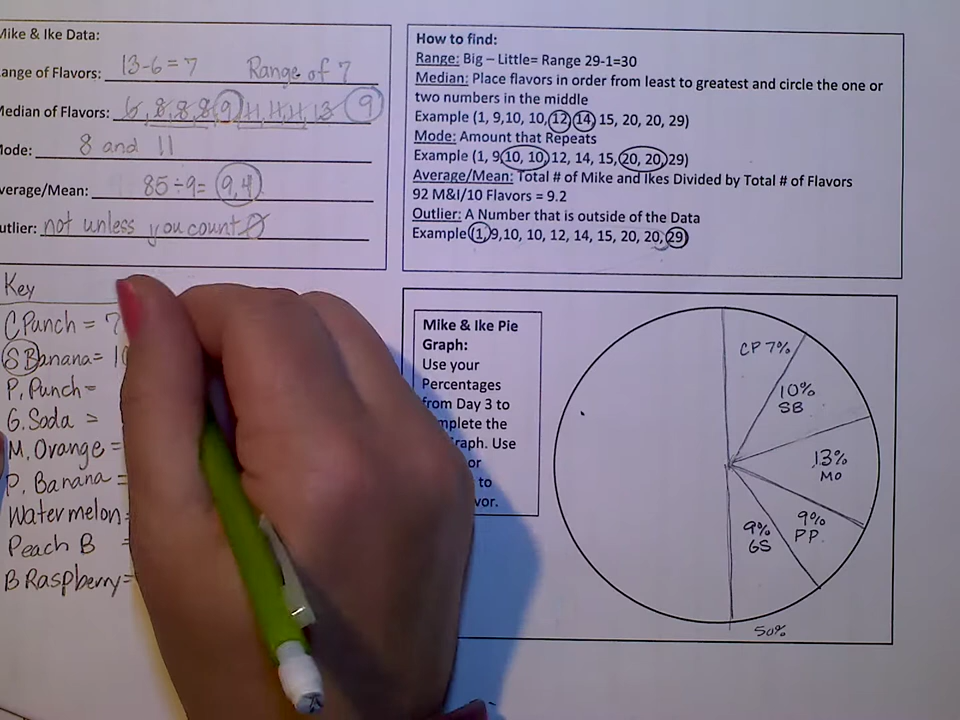 Mike & Ike Data:
ange of Flavors: 13-6=7 Range of 7
Median of Flavors: 6, 8, 8, 8, 9, 11, 11, 11, 13 9
ode: 8 and 11
verage/Mean: 85÷9= 9.4
utlier: not unless you count
How to find:
Range: Big – Little= Range 29-1=30
Median: Place flavors in order from least to greatest and circle the one or
two numbers in the middle
Example (1, 9,10, 10, 12, 14, 15, 20, 20, 29)
Mode: Amount that Repeats
Example (1, 9, 10, 10, 12, 14, 15, 20, 20, 29)
Average/Mean: Total # of Mike and Ikes Divided by Total # of Flavors
92 M&I/10 Flavors = 9.2
Outlier: A Number that is outside of the Data
Example (1, 9,10, 10, 12, 14, 15, 20, 20, 29)
Key
C Punch = 7
S Banana= 10
P. Punch =
G. Soda =
M. Orange =
P. Banana =
Watermelon=
Peach B =
B Raspberry=
Mike & Ike Pie
Graph:
Use your
Percentages
from Day 3 to
mplete the
raph. Use
or
to
vor.
CP 7%
10%
SB
13%
MO
9%
PP
9%
GS
50%